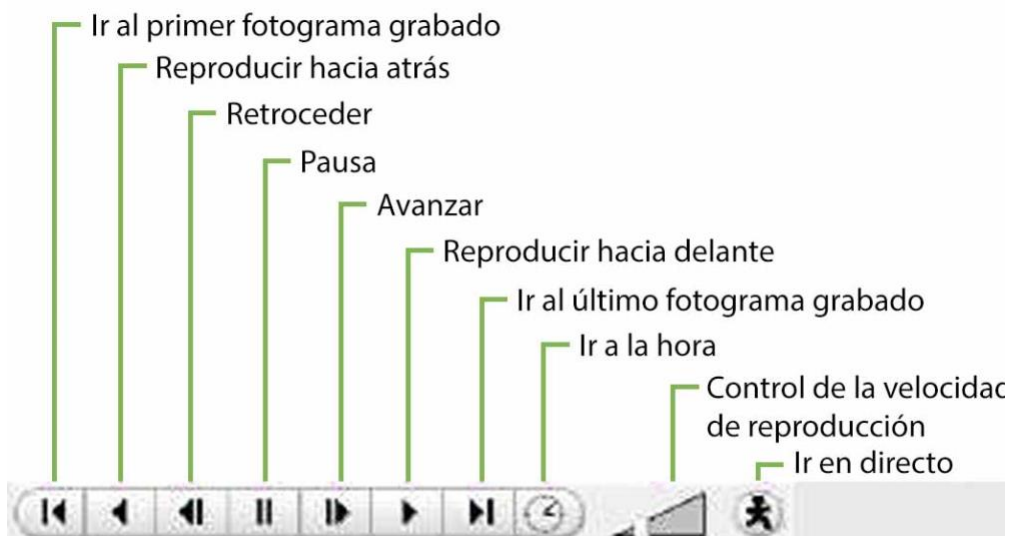 Ir al primer fotograma grabado
Reproducir hacia atrás
Retroceder
Pausa
Avanzar
Reproducir hacia delante
Ir al último fotograma grabado
Ir a la hora
Control de la velocidad
de reproducción
Ir en directo